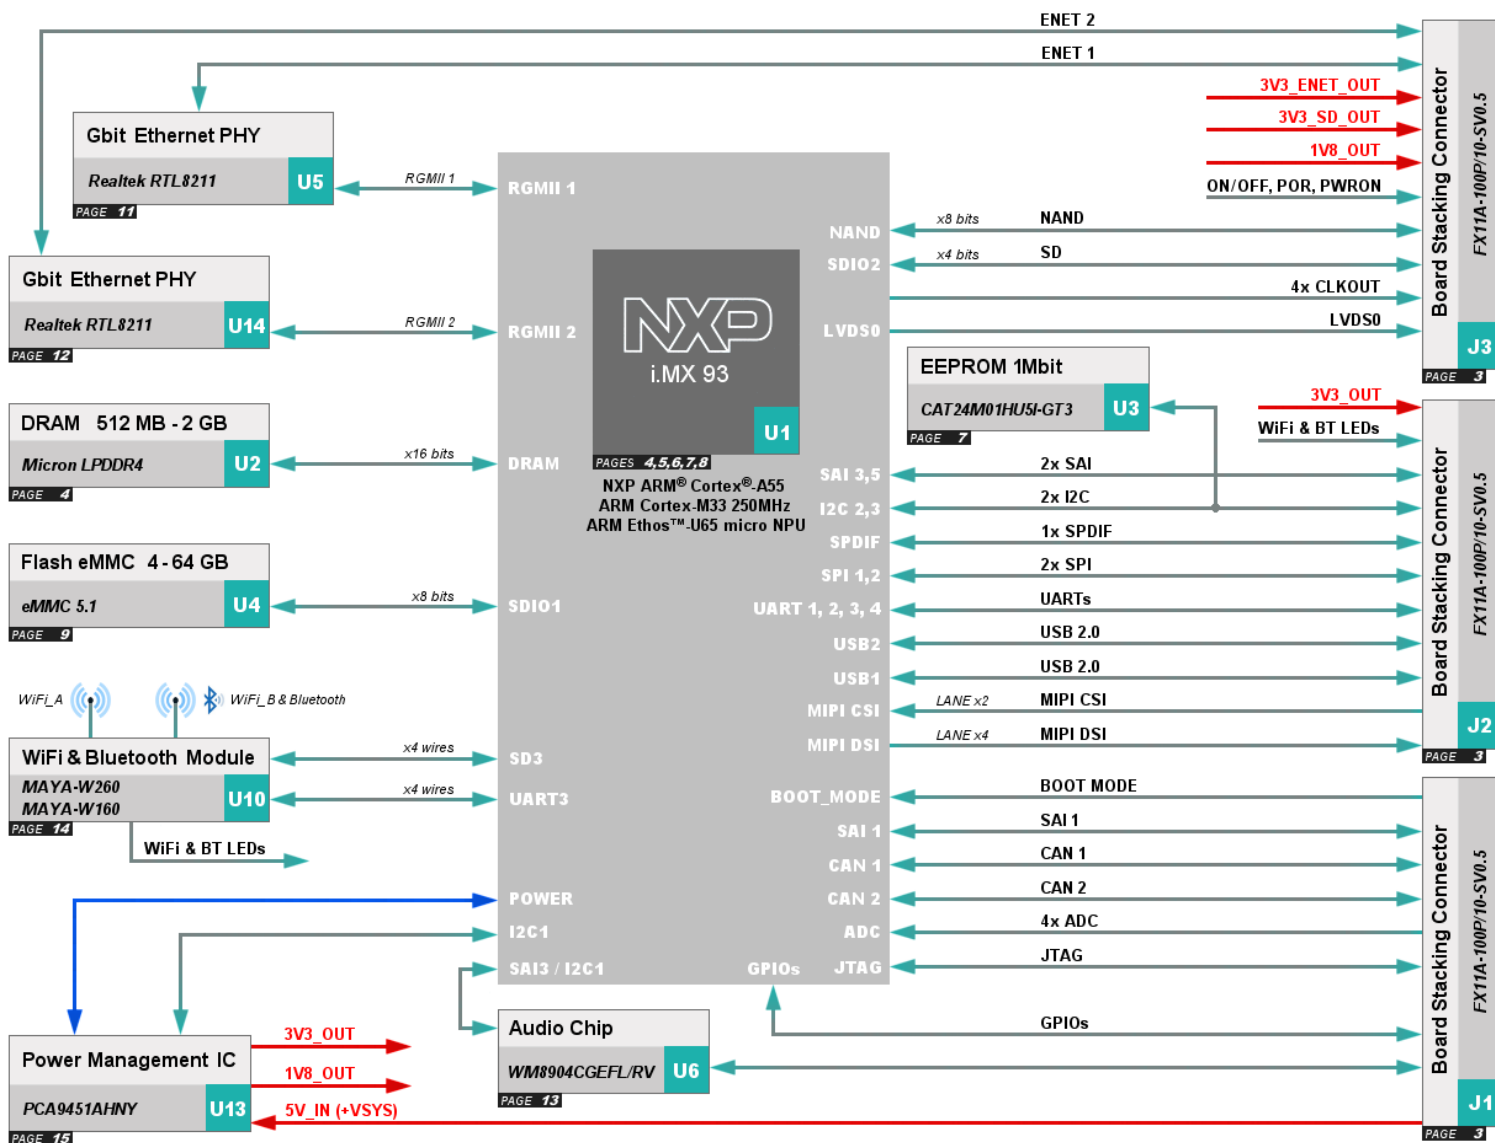 ENET 2
ENET 1
3V3_ENET_OUT
3V3_SD_OUT
1V8_OUT
ON/OFF, POR, PWRON
Board Stacking Connector
FX11A-100P/10-SV0.5
J3
PAGE 3
Gbit Ethernet PHY
Realtek RTL8211
U5
PAGE 11
RGMII 1
RGMII 1
Gbit Ethernet PHY
Realtek RTL8211
U14
PAGE 12
RGMII 2
RGMII 2
NXP
i.MX 93
U1
PAGES 4,5,6,7,8
NXP ARM® Cortex®-A55
ARM Cortex-M33 250MHz
ARM Ethos™-U65 micro NPU
NAND
x8 bits
NAND
SDIO2
x4 bits
SD
4x CLKOUT
LVDS0
LVDS0
EEPROM 1Mbit
CAT24M01HU5I-GT3
U3
PAGE 7
DRAM 512 MB - 2 GB
Micron LPDDR4
U2
PAGE 4
x16 bits
DRAM
Flash eMMC 4 - 64 GB
eMMC 5.1
U4
PAGE 9
x8 bits
SDIO1
3V3_OUT
WiFi & BT LEDs
SAI 3,5
2x SAI
I2C 2,3
2x I2C
SPDIF
1x SPDIF
SPI 1,2
2x SPI
UART 1, 2, 3, 4
UARTs
USB2
USB 2.0
USB1
USB 2.0
MIPI CSI
LANE x2
MIPI CSI
MIPI DSI
LANE x4
MIPI DSI
Board Stacking Connector
FX11A-100P/10-SV0.5
J2
PAGE 3
WiFi_A
WiFi_B & Bluetooth
WiFi & Bluetooth Module
MAYA-W260
MAYA-W160
U10
PAGE 14
x4 wires
SD3
x4 wires
UART3
WiFi & BT LEDs
POWER
I2C1
SAI3 / I2C1
BOOT_MODE
BOOT MODE
SAI 1
SAI 1
CAN 1
CAN 1
CAN 2
CAN 2
ADC
4x ADC
GPIOs
JTAG
JTAG
GPIOs
Board Stacking Connector
FX11A-100P/10-SV0.5
J1
PAGE 3
Audio Chip
WM8904CGEFL/RV
U6
PAGE 13
Power Management IC
PCA9451AHNY
U13
PAGE 15
3V3_OUT
1V8_OUT
5V_IN (+VSYS)